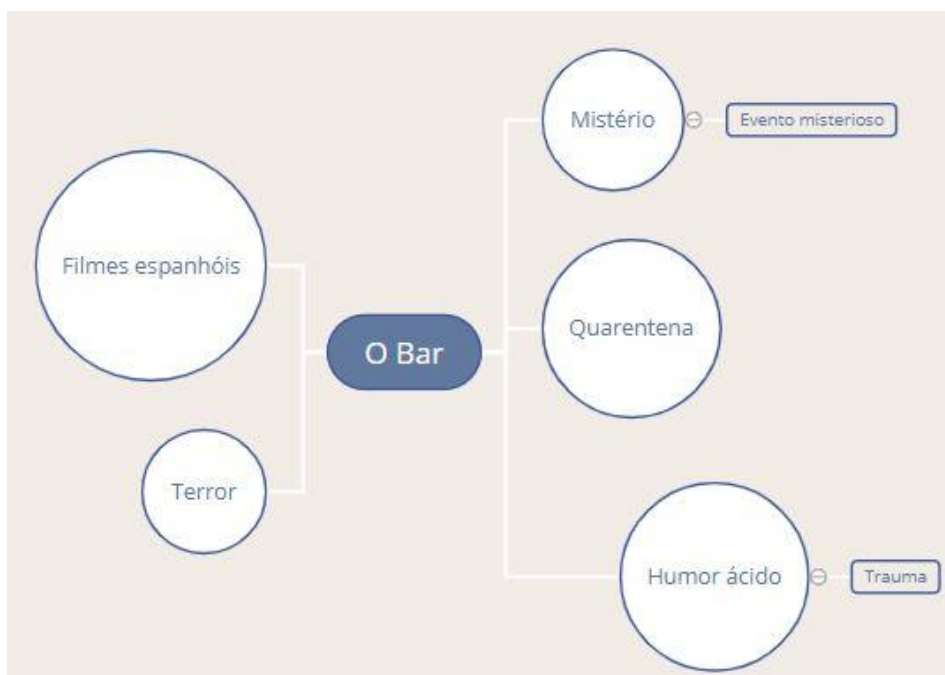 Mistério
Evento misterioso
Filmes espanhóis
Quarentena
O Bar
Terror
Humor ácido
Trauma